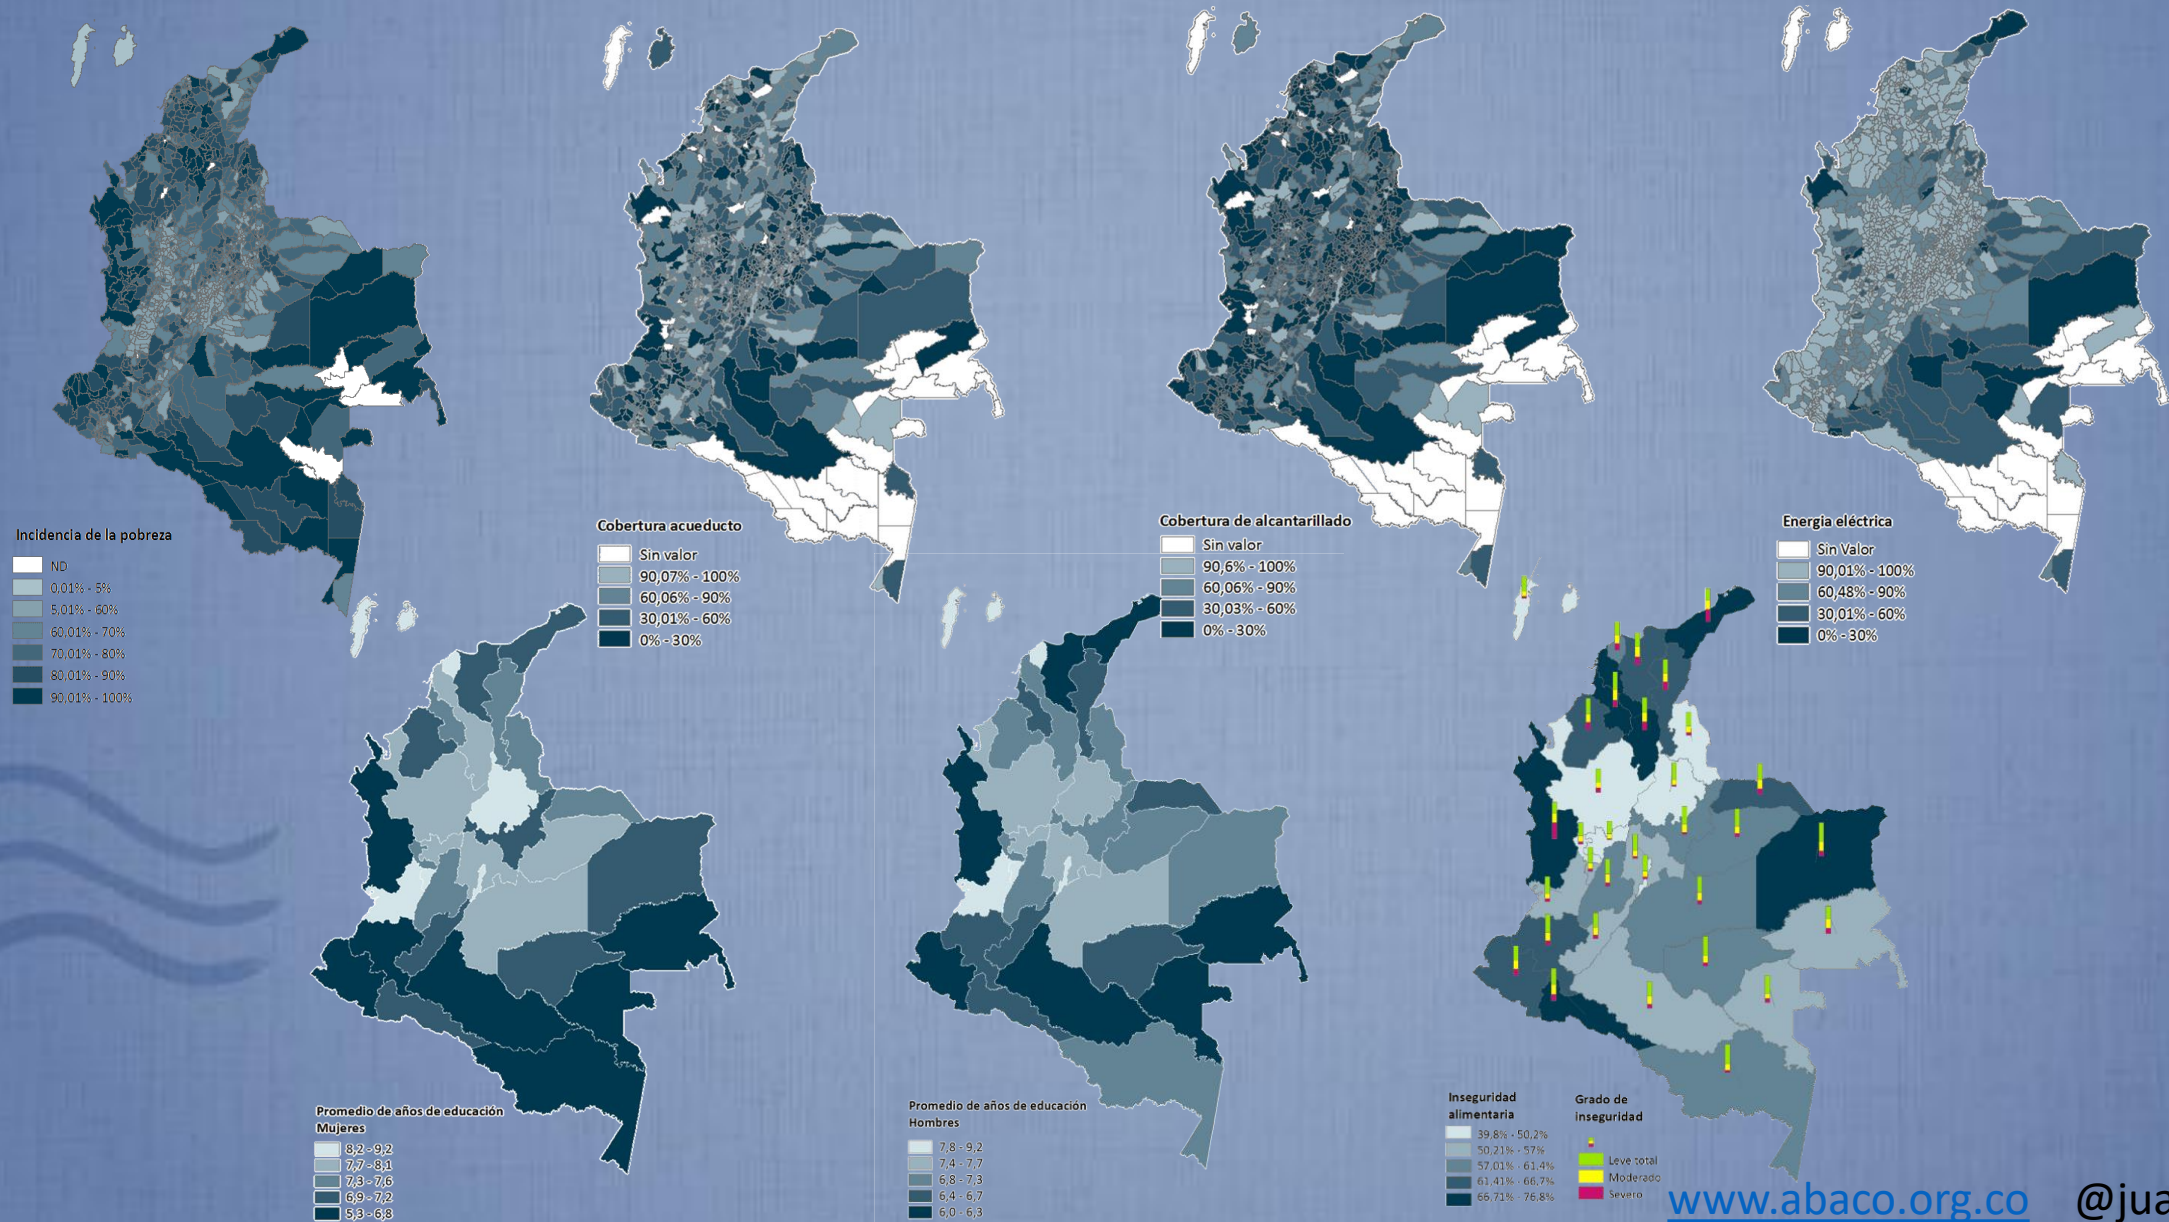 Incidencia de la pobreza
ND
0,01% - 5%
5,01% - 60%
60,01% - 70%
70,01% - 80%
80,01% - 90%
90,01% - 100%
Cobertura acueducto
Sin valor
90,07% - 100%
60,06% - 90%
30,01% - 60%
0% - 30%
Cobertura de alcantarillado
Sin valor
90,6% - 100%
60,06% - 90%
30,03% - 60%
0% - 30%
Energia eléctrica
Sin Valor
90,01% - 100%
60,48% - 90%
30,01% - 60%
0% - 30%
Promedio de años de educación
Mujeres
8,2 - 9,2
7,7 - 8,1
7,3 - 7,6
6,9 - 7,2
5,3 - 6,8
Promedio de años de educación
Hombres
7,8 - 9,2
7,4 - 7,7
6,8 - 7,3
6,4 - 6,7
6,0 - 6,3
Inseguridad
alimentaria
39,8% - 50,2%
50,21% - 57%
57,01% - 61,4%
61,41% - 66,7%
66,71% - 76,8%
Grado de
inseguridad
Leve total
Moderado
Severo
www.abaco.org.co @jua